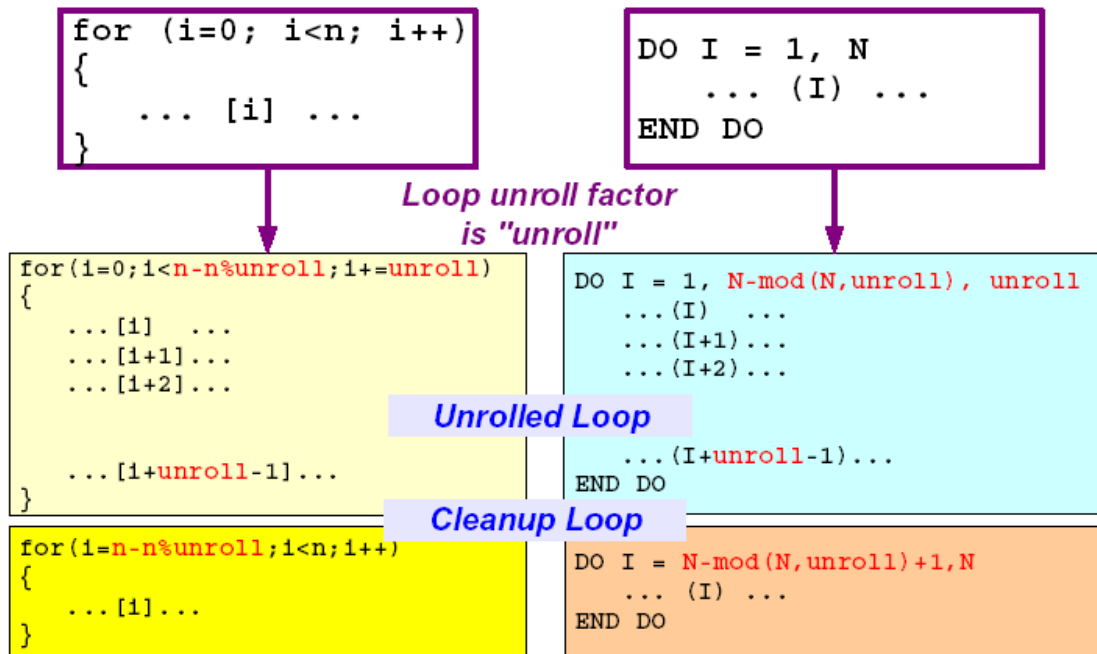 for (i=0; i<n; i++)
{
... [i] ...
}
DO I = 1, N
... (I) ...
END DO
Loop unroll factor
is "unroll"
for(i=0;i<n-n%unroll;i+=unroll)
{
...[i] ...
...[i+1]...
...[i+2]...
...[i+unroll-1]...
}
DO I = 1, N-mod(N,unroll), unroll
...(I) ...
...(I+1)...
...(I+2)...
...(I+unroll-1)...
END DO
Unrolled Loop
Cleanup Loop
for(i=n-n%unroll;i<n;i++)
{
...[i]...
}
DO I = N-mod(N,unroll)+1,N
... (I) ...
END DO